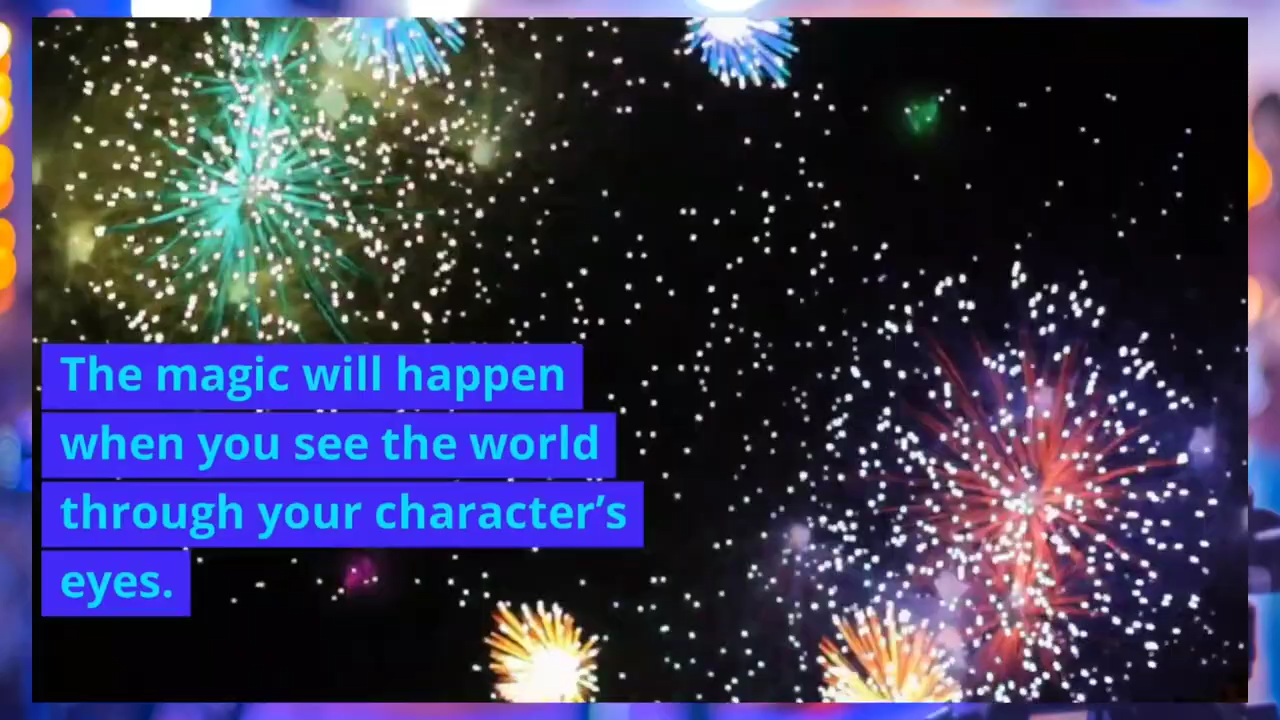 The magic will happen
when you see the world
through your character’s
eyes.